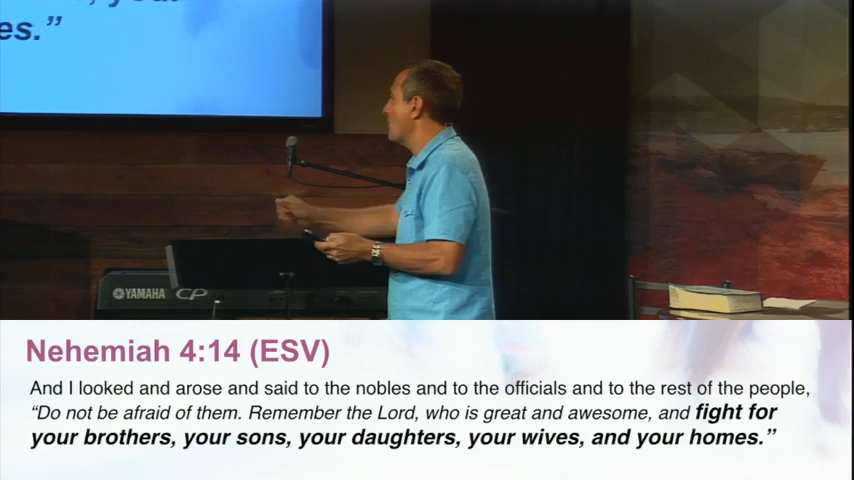 es.”
YAMAHA CP
Nehemiah 4:14 (ESV)
And I looked and arose and said to the nobles and to the officials and to the rest of the people,
“Do not be afraid of them. Remember the Lord, who is great and awesome, and fight for
your brothers, your sons, your daughters, your wives, and your homes.”